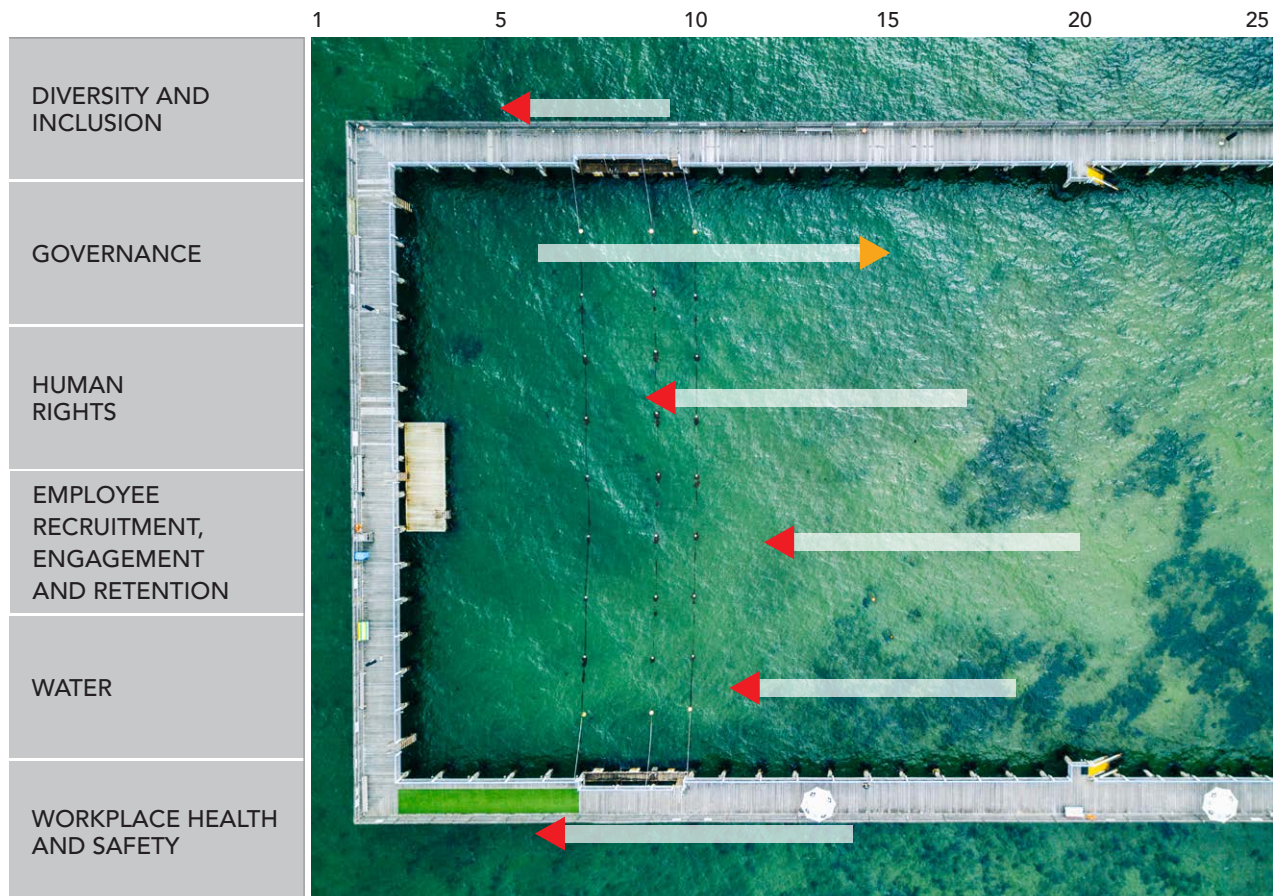 1 5 10 15 20 25
DIVERSITY AND
INCLUSION
GOVERNANCE
HUMAN
RIGHTS
EMPLOYEE
RECRUITMENT,
ENGAGEMENT
AND RETENTION
WATER
WORKPLACE HEALTH
AND SAFETY